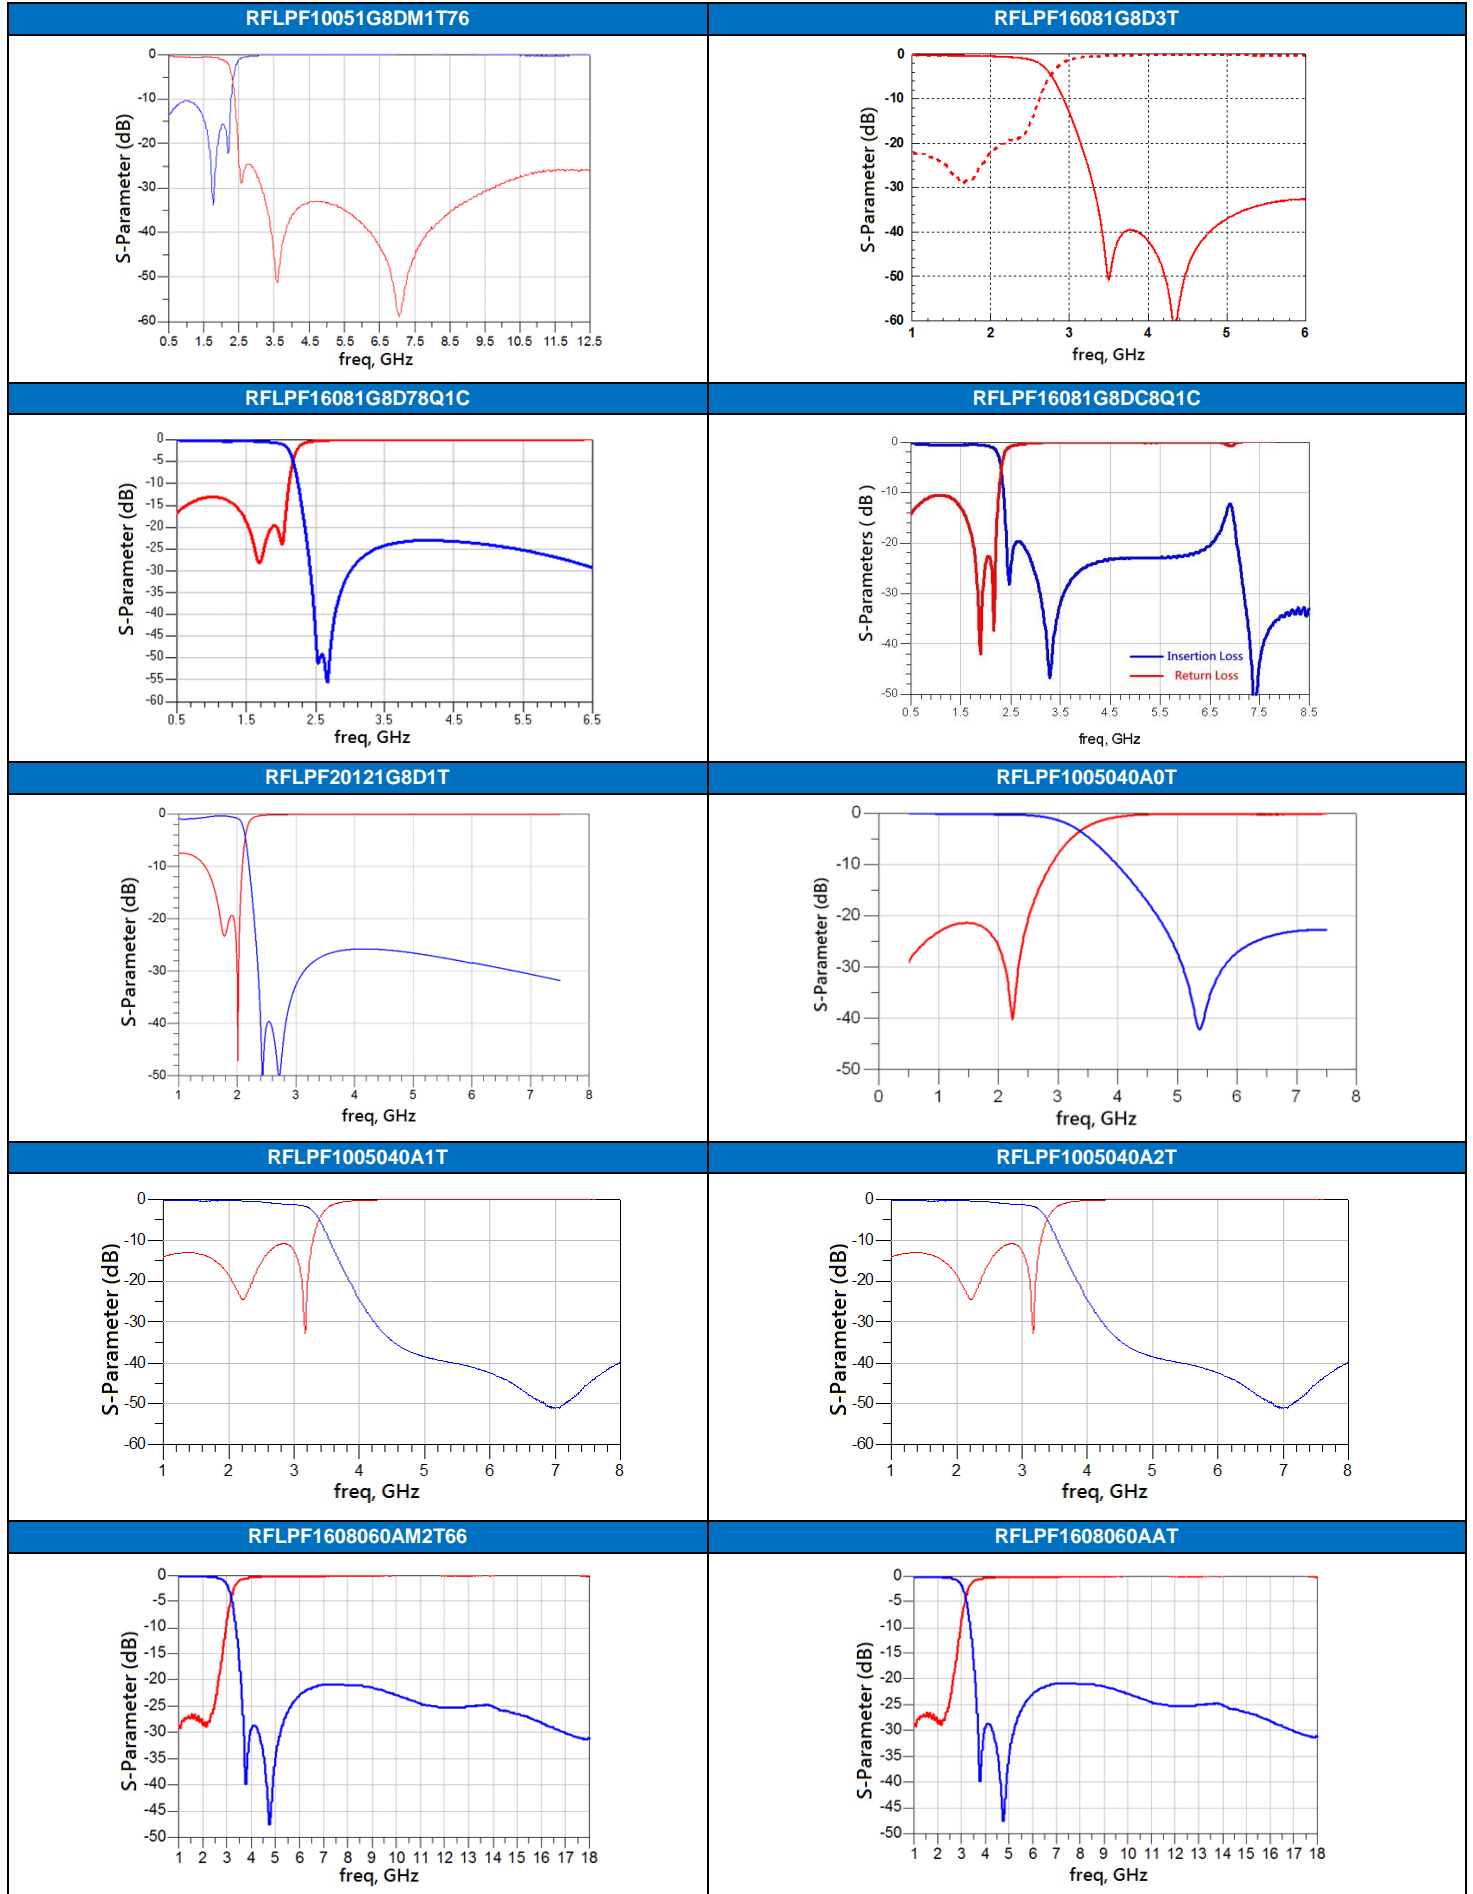 RFLPF10051G8DM1T76
RFLPF16081G8D3T
0
-10
-20
-30
-40
-50
-60
S-Parameter (dB)
0.5 1.5 2.5 3.5 4.5 5.5 6.5 7.5 8.5 9.5 10.5 11.5 12.5
freq, GHz
0
-10
-20
-30
-40
-50
-60
S-Parameter (dB)
1 2 3 4 5 6
freq, GHz
RFLPF16081G8D78Q1C
RFLPF16081G8DC8Q1C
0
-5
-10
-15
-20
-25
-30
-35
-40
-45
-50
-55
-60
S-Parameter (dB)
0.5 1.5 2.5 3.5 4.5 5.5 6.5
freq, GHz
0
-10
-20
-30
-40
-50
S-Parameters ( dB )
Insertion Loss
Return Loss
0.5 1.5 2.5 3.5 4.5 5.5 6.5 7.5 8.5
freq, GHz
RFLPF20121G8D1T
RFLPF1005040A0T
0
-10
-20
-30
-40
-50
S-Parameter (dB)
1 2 3 4 5 6 7 8
freq, GHz
0
-10
-20
-30
-40
-50
S-Parameter (dB)
0 1 2 3 4 5 6 7 8
freq, GHz
RFLPF1005040A1T
RFLPF1005040A2T
0
-10
-20
-30
-40
-50
-60
S-Parameter (dB)
1 2 3 4 5 6 7 8
freq, GHz
0
-10
-20
-30
-40
-50
-60
S-Parameter (dB)
1 2 3 4 5 6 7 8
freq, GHz
RFLPF1608060AM2T66
RFLPF1608060AAT
0
-5
-10
-15
-20
-25
-30
-35
-40
-45
-50
S-Parameter (dB)
1 2 3 4 5 6 7 8 9 10 11 12 13 14 15 16 17 18
freq, GHz
0
-5
-10
-15
-20
-25
-30
-35
-40
-45
-50
S-Parameter (dB)
1 2 3 4 5 6 7 8 9 10 11 12 13 14 15 16 17 18
freq, GHz